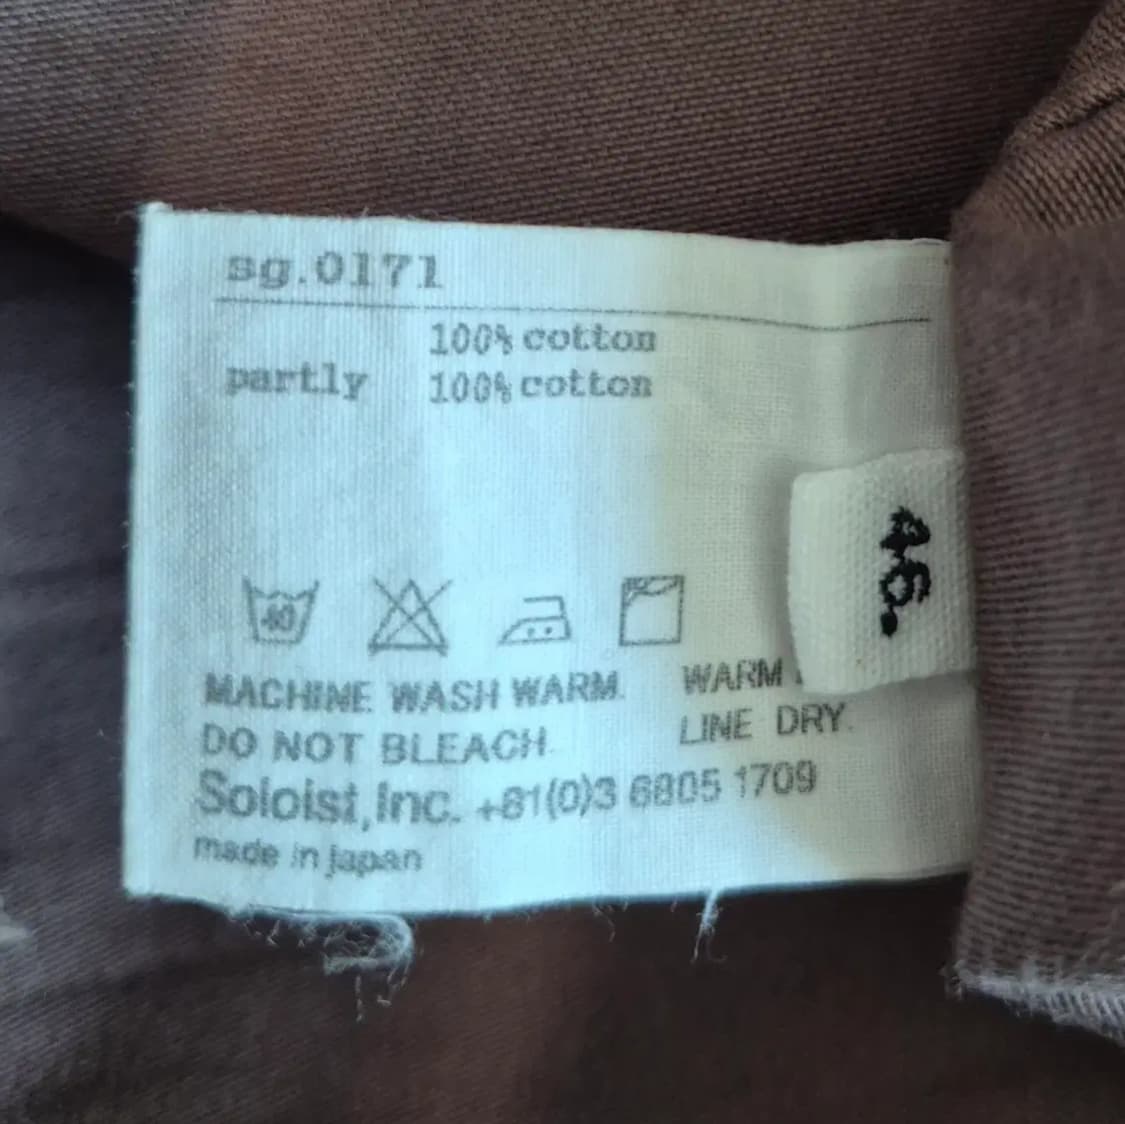 sg.0171
100% cotton
partly 100% cotton
46.
40
MACHINE WASH WARM. WARM
DO NOT BLEACH. LINE DRY.
Soloist,Inc. +81(0)3 6805 1709
made in japan